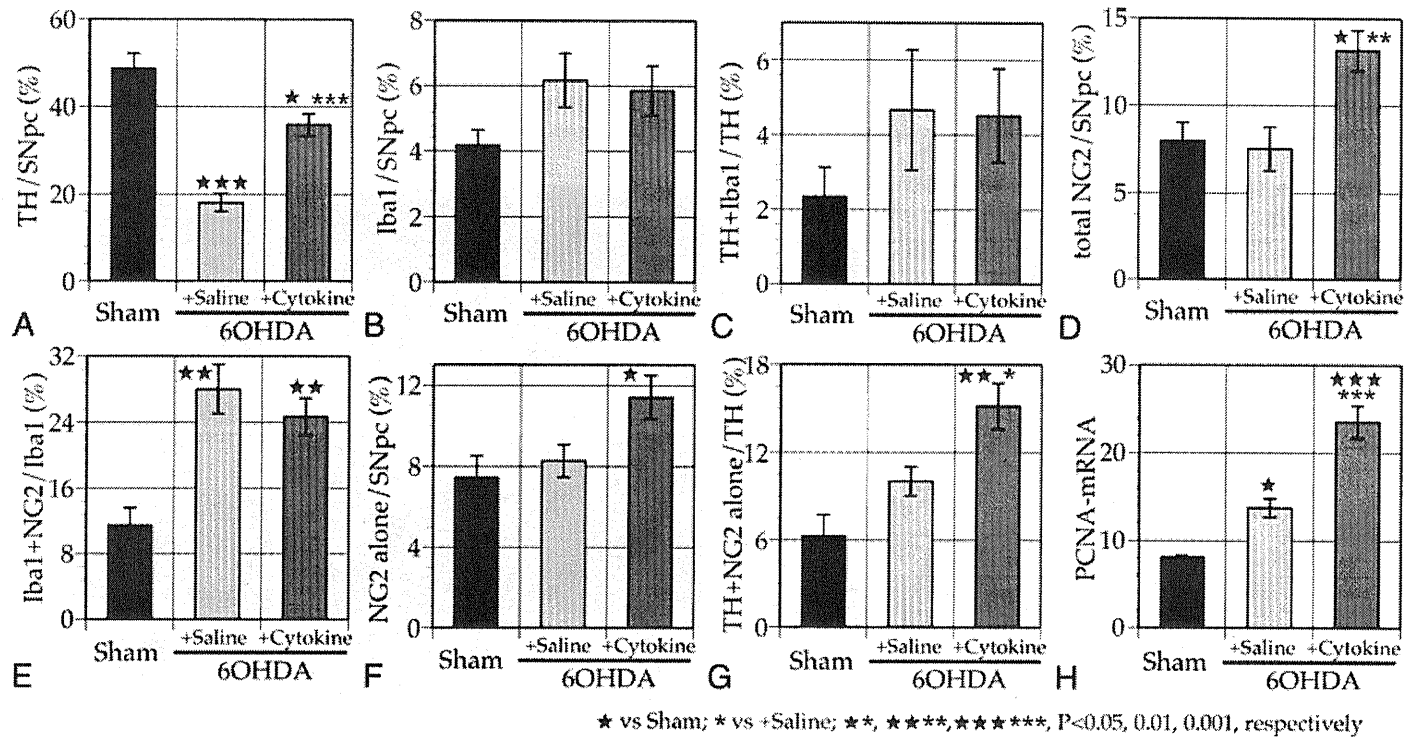 TH/SNpc (%)
60
40
20
0
★★★
★ ***
Sham
+Saline
+Cytokine
6OHDA
A
Iba1/SNpc (%)
8
6
4
2
0
Sham
+Saline
+Cytokine
6OHDA
B
TH+Iba1/TH (%)
6
4
2
0
Sham
+Saline
+Cytokine
6OHDA
C
total NG2/SNpc (%)
15
10
5
0
★ **
Sham
+Saline
+Cytokine
6OHDA
D
Iba1+NG2/Iba1 (%)
32
24
16
8
0
★★
★★
Sham
+Saline
+Cytokine
6OHDA
E
NG2 alone/SNpc (%)
12
8
4
0
★
Sham
+Saline
+Cytokine
6OHDA
F
TH+NG2 alone/TH (%)
18
12
6
0
★★ *
Sham
+Saline
+Cytokine
6OHDA
G
PCNA-mRNA
30
20
10
0
★
★★★
***
Sham
+Saline
+Cytokine
6OHDA
H
★ vs Sham; * vs +Saline; ★*, ★★**, ★★★***, P<0.05, 0.01, 0.001, respectively